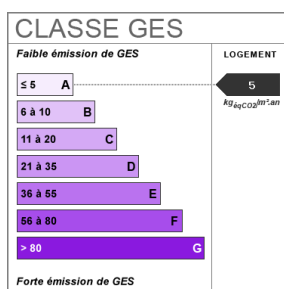 CLASSE GES
Faible émission de GES
LOGEMENT
≤ 5 A
5
kgéqCO2/m².an
6 à 10 B
11 à 20 C
21 à 35 D
36 à 55 E
56 à 80 F
> 80 G
Forte émission de GES